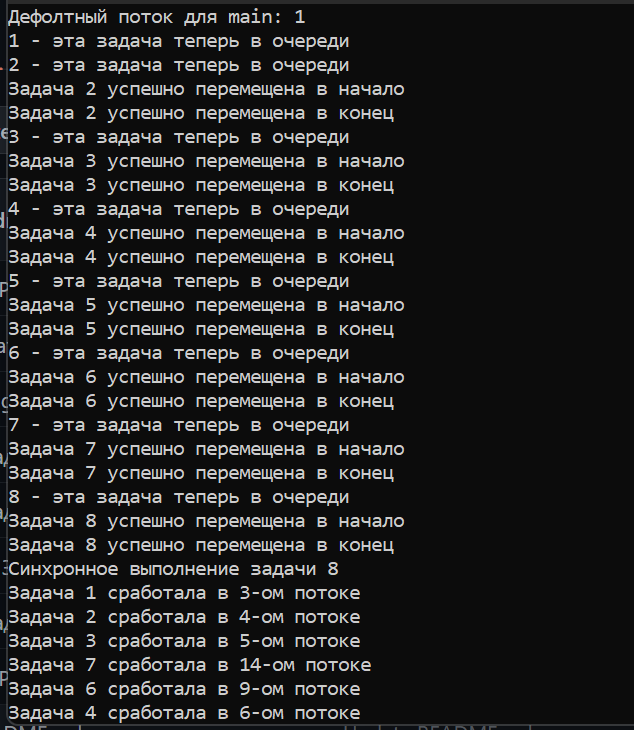 Дефолтный поток для main: 1
1 - эта задача теперь в очереди
2 - эта задача теперь в очереди
Задача 2 успешно перемещена в начало
Задача 2 успешно перемещена в конец
3 - эта задача теперь в очереди
Задача 3 успешно перемещена в начало
Задача 3 успешно перемещена в конец
4 - эта задача теперь в очереди
Задача 4 успешно перемещена в начало
Задача 4 успешно перемещена в конец
5 - эта задача теперь в очереди
Задача 5 успешно перемещена в начало
Задача 5 успешно перемещена в конец
6 - эта задача теперь в очереди
Задача 6 успешно перемещена в начало
Задача 6 успешно перемещена в конец
7 - эта задача теперь в очереди
Задача 7 успешно перемещена в начало
Задача 7 успешно перемещена в конец
8 - эта задача теперь в очереди
Задача 8 успешно перемещена в начало
Задача 8 успешно перемещена в конец
Синхронное выполнение задачи 8
Задача 1 сработала в 3-ом потоке
Задача 2 сработала в 4-ом потоке
Задача 3 сработала в 5-ом потоке
Задача 7 сработала в 14-ом потоке
Задача 6 сработала в 9-ом потоке
Задача 4 сработала в 6-ом потоке